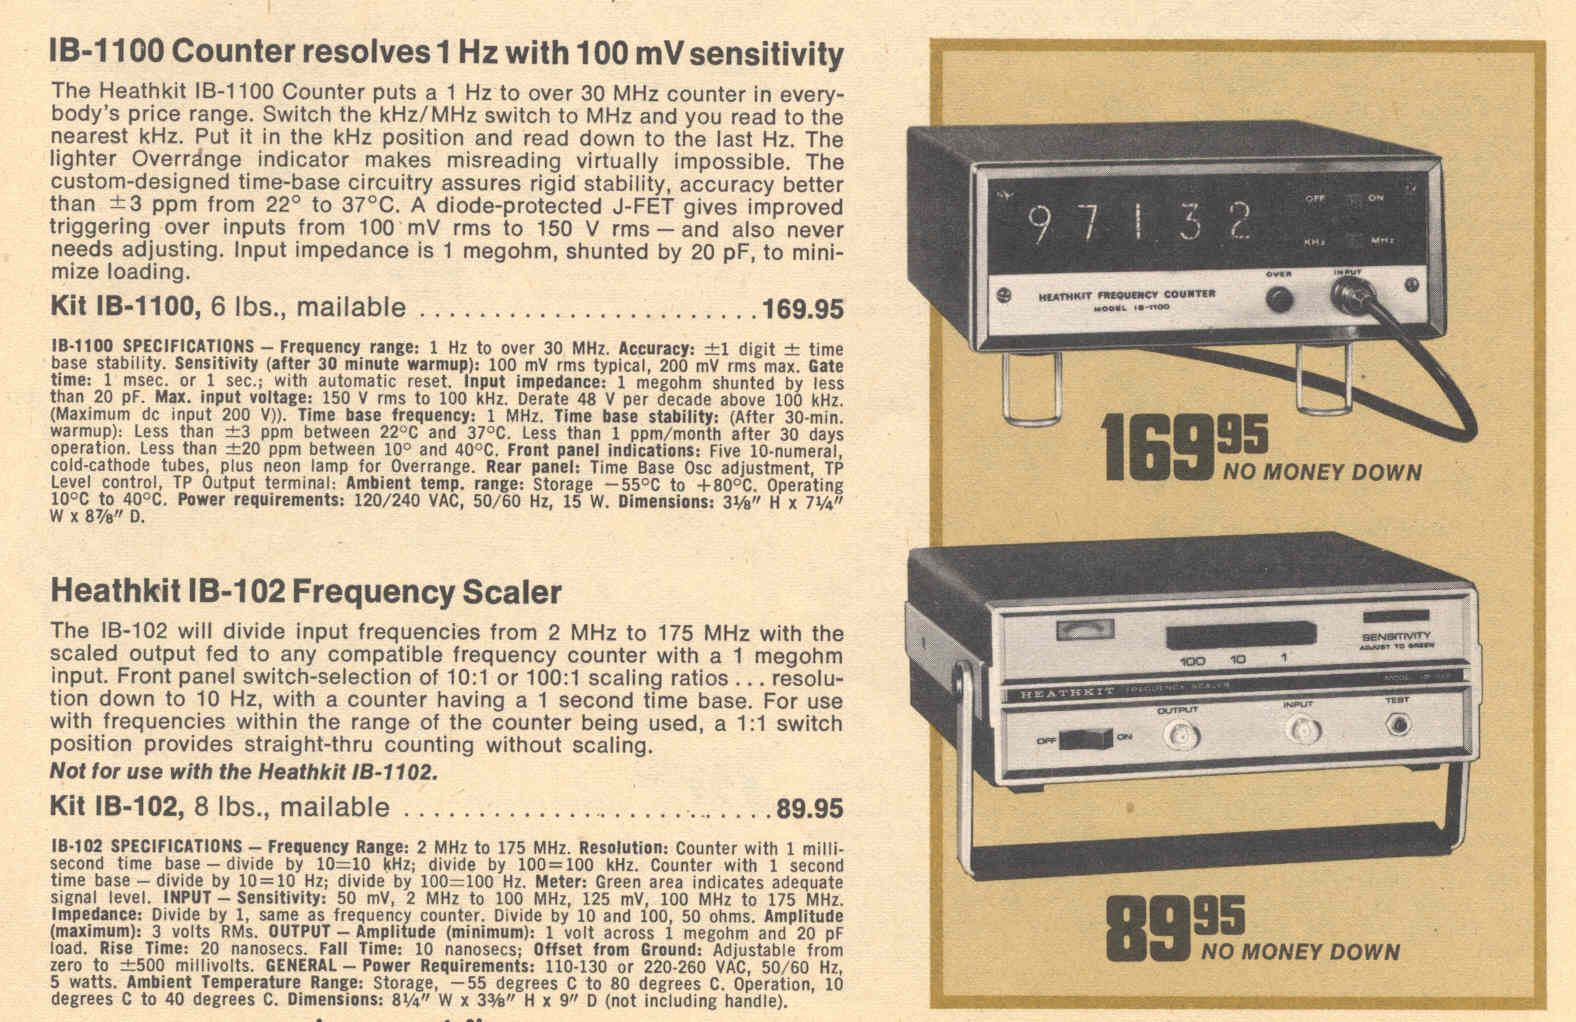 IB-1100 Counter resolves 1 Hz with 100 mV sensitivity
The Heathkit IB-1100 Counter puts a 1 Hz to over 30 MHz counter in every-
body's price range. Switch the kHz/MHz switch to MHz and you read to the
nearest kHz. Put it in the kHz position and read down to the last Hz. The
lighter Overrange indicator makes misreading virtually impossible. The
custom-designed time-base circuitry assures rigid stability, accuracy better
than ±3 ppm from 22° to 37°C. A diode-protected J-FET gives improved
triggering over inputs from 100 mV rms to 150 V rms — and also never
needs adjusting. Input impedance is 1 megohm, shunted by 20 pF, to mini-
mize loading.
Kit IB-1100, 6 lbs., mailable ........................ 169.95
IB-1100 SPECIFICATIONS — Frequency range: 1 Hz to over 30 MHz. Accuracy: ±1 digit ± time
base stability. Sensitivity (after 30 minute warmup): 100 mV rms typical, 200 mV rms max. Gate
time: 1 msec. or 1 sec.; with automatic reset. Input impedance: 1 megohm shunted by less
than 20 pF. Max. input voltage: 150 V rms to 100 kHz. Derate 48 V per decade above 100 kHz.
(Maximum dc input 200 V)). Time base frequency: 1 MHz. Time base stability: (After 30-min.
warmup): Less than ±3 ppm between 22°C and 37°C. Less than 1 ppm/month after 30 days
operation. Less than ±20 ppm between 10° and 40°C. Front panel indications: Five 10-numeral,
cold-cathode tubes, plus neon lamp for Overrange. Rear panel: Time Base Osc adjustment, TP
Level control, TP Output terminal: Ambient temp. range: Storage —55°C to +80°C. Operating
10°C to 40°C. Power requirements: 120/240 VAC, 50/60 Hz, 15 W. Dimensions: 3⅛" H x 7¼"
W x 8⅞" D.
Heathkit IB-102 Frequency Scaler
The IB-102 will divide input frequencies from 2 MHz to 175 MHz with the
scaled output fed to any compatible frequency counter with a 1 megohm
input. Front panel switch-selection of 10:1 or 100:1 scaling ratios ... resolu-
tion down to 10 Hz, with a counter having a 1 second time base. For use
with frequencies within the range of the counter being used, a 1:1 switch
position provides straight-thru counting without scaling.
Not for use with the Heathkit IB-1102.
Kit IB-102, 8 lbs., mailable .......................... 89.95
IB-102 SPECIFICATIONS — Frequency Range: 2 MHz to 175 MHz. Resolution: Counter with 1 milli-
second time base — divide by 10=10 kHz; divide by 100=100 kHz. Counter with 1 second
time base — divide by 10=10 Hz; divide by 100=100 Hz. Meter: Green area indicates adequate
signal level. INPUT — Sensitivity: 50 mV, 2 MHz to 100 MHz, 125 mV, 100 MHz to 175 MHz.
Impedance: Divide by 1, same as frequency counter. Divide by 10 and 100, 50 ohms. Amplitude
(maximum): 3 volts RMs. OUTPUT — Amplitude (minimum): 1 volt across 1 megohm and 20 pF
load. Rise Time: 20 nanosecs. Fall Time: 10 nanosecs; Offset from Ground: Adjustable from
zero to ±500 millivolts. GENERAL — Power Requirements: 110-130 or 220-260 VAC, 50/60 Hz,
5 watts. Ambient Temperature Range: Storage, —55 degrees C to 80 degrees C. Operation, 10
degrees C to 40 degrees C. Dimensions: 8¼" W x 3⅜" H x 9" D (not including handle).
97132
OFF ON
KHz MHz
OVER INPUT
HEATHKIT FREQUENCY COUNTER
MODEL IB-1100
169 95
NO MONEY DOWN
SENSITIVITY
ADJUST TO GREEN
100 10 1
HEATHKIT FREQUENCY SCALER MODEL
OUTPUT INPUT TEST
OFF ON
89 95
NO MONEY DOWN